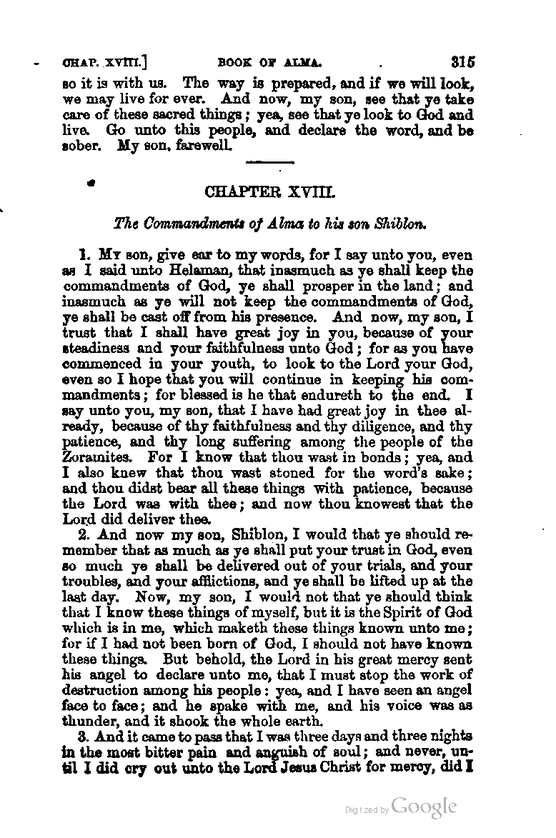 CHAP. XVIII.] BOOK OF ALMA. 315
so it is with us. The way is prepared, and if we will look,
we may live for ever. And now, my son, see that ye take
care of these sacred things; yea, see that ye look to God and
live. Go unto this people, and declare the word, and be
sober. My son, farewell.
CHAPTER XVIII.
The Commandments of Alma to his son Shiblon.
1. MY son, give ear to my words, for I say unto you, even
as I said unto Helaman, that inasmuch as ye shall keep the
commandments of God, ye shall prosper in the land; and
inasmuch as ye will not keep the commandments of God,
ye shall be cast off from his presence. And now, my son, I
trust that I shall have great joy in you, because of your
steadiness and your faithfulness unto God; for as you have
commenced in your youth, to look to the Lord your God,
even so I hope that you will continue in keeping his com-
mandments; for blessed is he that endureth to the end. I
say unto you, my son, that I have had great joy in thee al-
ready, because of thy faithfulness and thy diligence, and thy
patience, and thy long suffering among the people of the
Zoramites. For I know that thou wast in bonds; yea, and
I also knew that thou wast stoned for the word's sake;
and thou didst bear all these things with patience, because
the Lord was with thee; and now thou knowest that the
Lord did deliver thee.
2. And now my son, Shiblon, I would that ye should re-
member that as much as ye shall put your trust in God, even
so much ye shall be delivered out of your trials, and your
troubles, and your afflictions, and ye shall be lifted up at the
last day. Now, my son, I would not that ye should think
that I know these things of myself, but it is the Spirit of God
which is in me, which maketh these things known unto me;
for if I had not been born of God, I should not have known
these things. But behold, the Lord in his great mercy sent
his angel to declare unto me, that I must stop the work of
destruction among his people: yea, and I have seen an angel
face to face; and he spake with me, and his voice was as
thunder, and it shook the whole earth.
3. And it came to pass that I was three days and three nights
in the most bitter pain and anguish of soul; and never, un-
til I did cry out unto the Lord Jesus Christ for mercy, did I
Digitized by Google